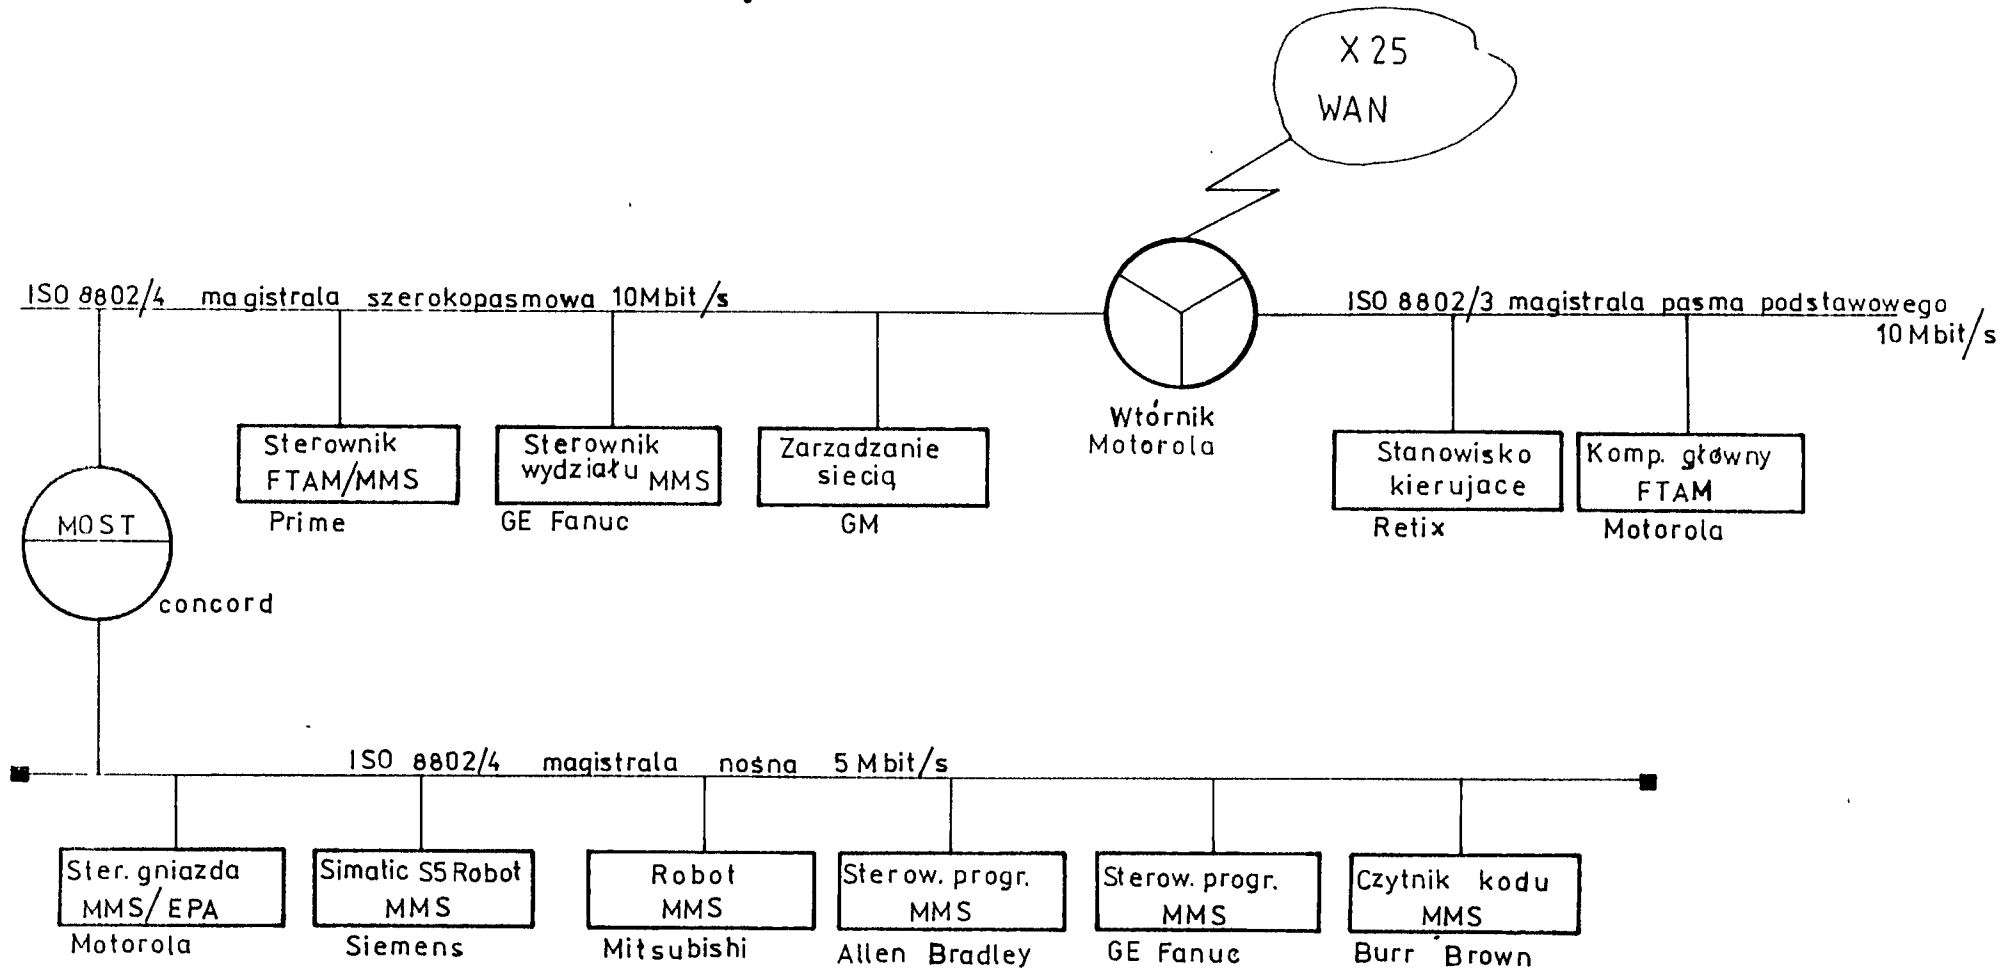 X 25
WAN
ISO 8802/4 magistrala szerokopasmowa 10Mbit/s
ISO 8802/3 magistrala pasma podstawowego
10 Mbit/s
Wtórnik
Motorola
Sterownik
FTAM/MMS
Prime
Sterownik
wydziału MMS
GE Fanuc
Zarzadzanie
siecią
GM
Stanowisko
kierujace
Retix
Komp. główny
FTAM
Motorola
MOST
concord
ISO 8802/4 magistrala nośna 5 Mbit/s
Ster. gniazda
MMS/EPA
Motorola
Simatic S5 Robot
MMS
Siemens
Robot
MMS
Mitsubishi
Sterow. progr.
MMS
Allen Bradley
Sterow. progr.
MMS
GE Fanuc
Czytnik kodu
MMS
Burr Brown